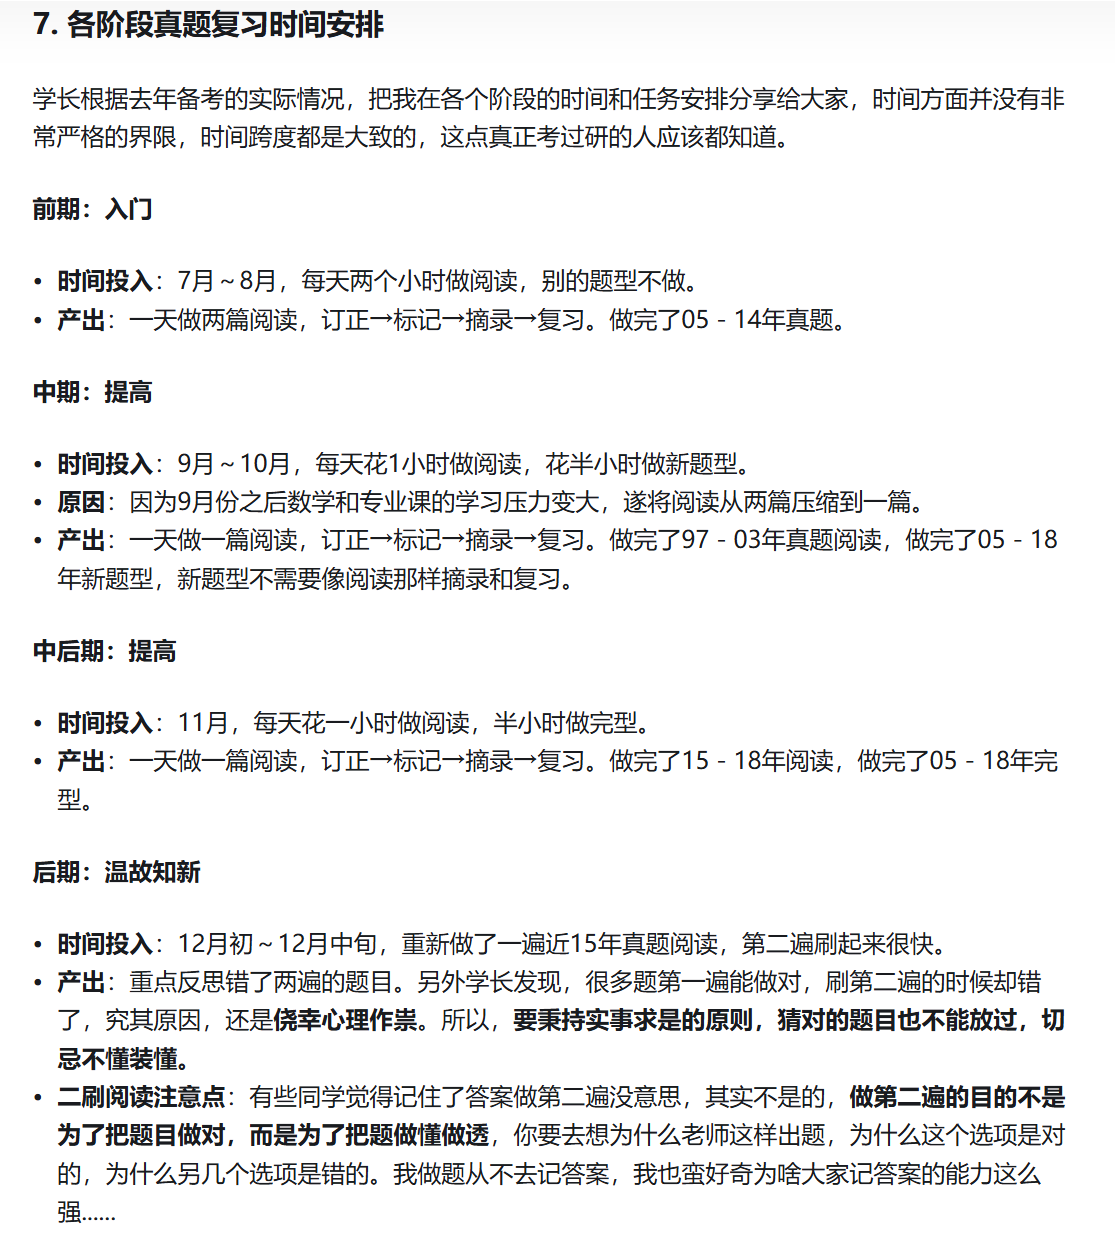 7. 各阶段真题复习时间安排
学长根据去年备考的实际情况，把我在各个阶段的时间和任务安排分享给大家，时间方面并没有非
常严格的界限，时间跨度都是大致的，这点真正考过研的人应该都知道。
前期：入门
• 时间投入：7月～8月，每天两个小时做阅读，别的题型不做。
• 产出：一天做两篇阅读，订正→标记→摘录→复习。做完了05 - 14年真题。
中期：提高
• 时间投入：9月～10月，每天花1小时做阅读，花半小时做新题型。
• 原因：因为9月份之后数学和专业课的学习压力变大，遂将阅读从两篇压缩到一篇。
• 产出：一天做一篇阅读，订正→标记→摘录→复习。做完了97 - 03年真题阅读，做完了05 - 18
年新题型，新题型不需要像阅读那样摘录和复习。
中后期：提高
• 时间投入：11月，每天花一小时做阅读，半小时做完型。
• 产出：一天做一篇阅读，订正→标记→摘录→复习。做完了15 - 18年阅读，做完了05 - 18年完
型。
后期：温故知新
• 时间投入：12月初～12月中旬，重新做了一遍近15年真题阅读，第二遍刷起来很快。
• 产出：重点反思错了两遍的题目。另外学长发现，很多题第一遍能做对，刷第二遍的时候却错
了，究其原因，还是侥幸心理作祟。所以，要秉持实事求是的原则，猜对的题目也不能放过，切
忌不懂装懂。
• 二刷阅读注意点：有些同学觉得记住了答案做第二遍没意思，其实不是的，做第二遍的目的不是
为了把题目做对，而是为了把题做懂做透，你要去想为什么老师这样出题，为什么这个选项是对
的，为什么另几个选项是错的。我做题从不去记答案，我也蛮好奇为啥大家记答案的能力这么
强......